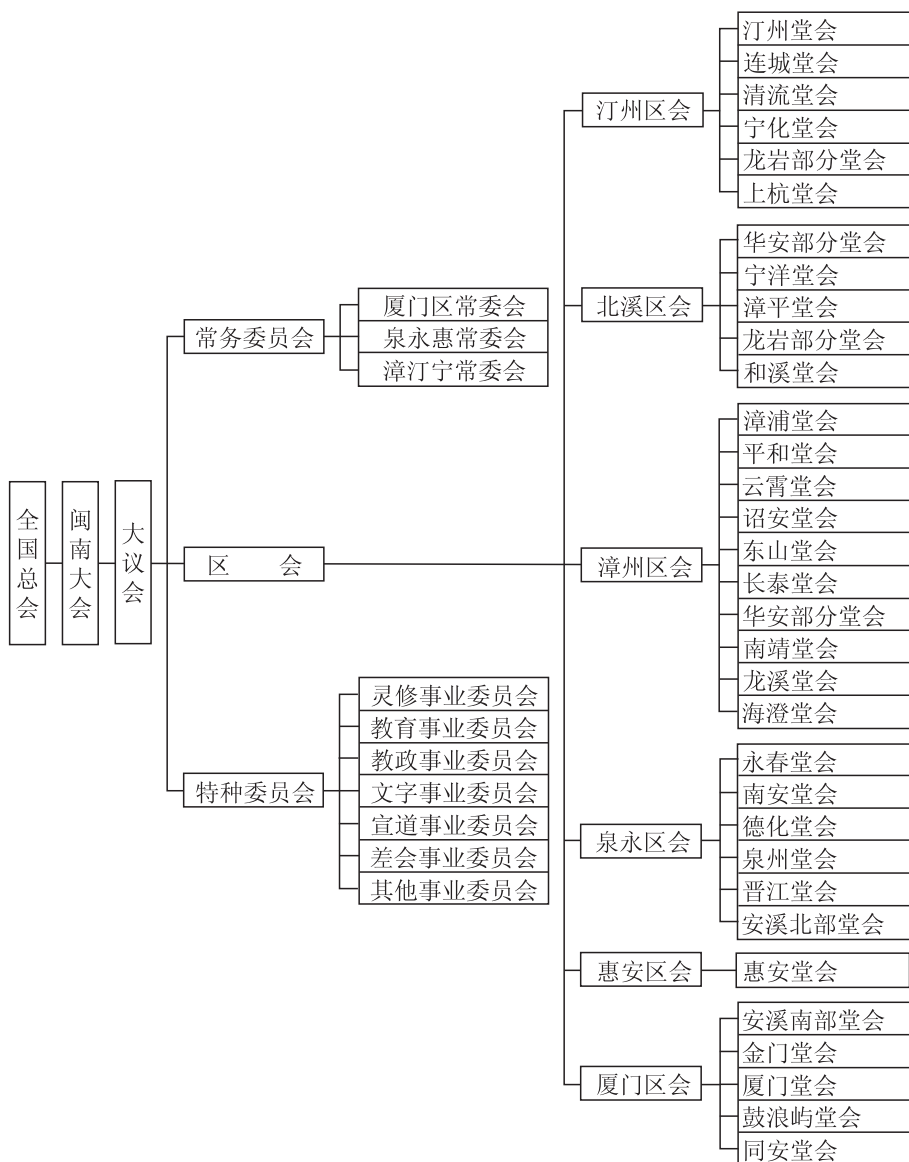 全国总会
闽南大会
大议会
常务委员会
厦门区常委会
泉永惠常委会
漳汀宁常委会
区 会
特种委员会
灵修事业委员会
教育事业委员会
教政事业委员会
文字事业委员会
宣道事业委员会
差会事业委员会
其他事业委员会
汀州区会
汀州堂会
连城堂会
清流堂会
宁化堂会
龙岩部分堂会
上杭堂会
北溪区会
华安部分堂会
宁洋堂会
漳平堂会
龙岩部分堂会
和溪堂会
漳州区会
漳浦堂会
平和堂会
云霄堂会
诏安堂会
东山堂会
长泰堂会
华安部分堂会
南靖堂会
龙溪堂会
海澄堂会
泉永区会
永春堂会
南安堂会
德化堂会
泉州堂会
晋江堂会
安溪北部堂会
惠安区会
惠安堂会
厦门区会
安溪南部堂会
金门堂会
厦门堂会
鼓浪屿堂会
同安堂会